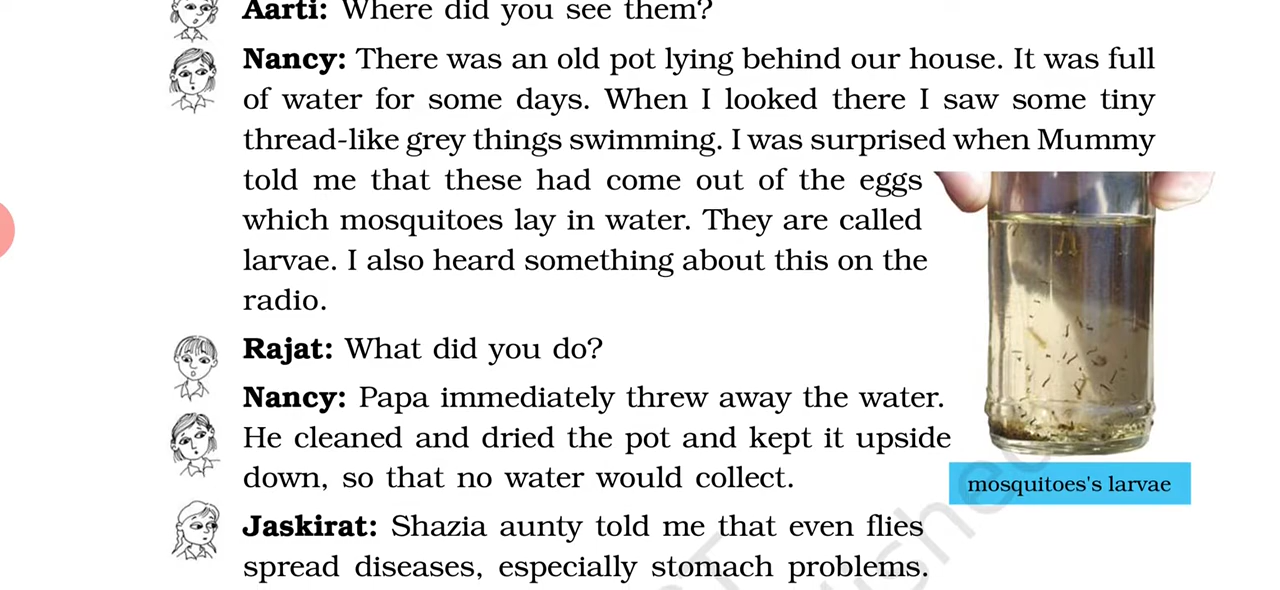 Aarti: Where did you see them?
Nancy: There was an old pot lying behind our house. It was full
of water for some days. When I looked there I saw some tiny
thread-like grey things swimming. I was surprised when Mummy
told me that these had come out of the eggs
which mosquitoes lay in water. They are called
larvae. I also heard something about this on the
radio.
Rajat: What did you do?
Nancy: Papa immediately threw away the water.
He cleaned and dried the pot and kept it upside
down, so that no water would collect.
mosquitoes's larvae
Jaskirat: Shazia aunty told me that even flies
spread diseases, especially stomach problems.